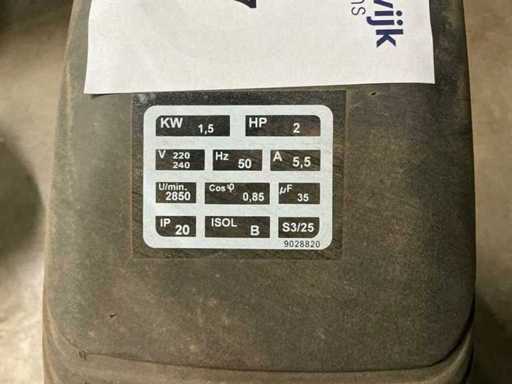 vijk
ns
KW 1,5 HP 2
V 220 240 Hz 50 A 5,5
U/min. 2850 Cosφ 0,85 µF 35
IP 20 ISOL B S3/25
9028820